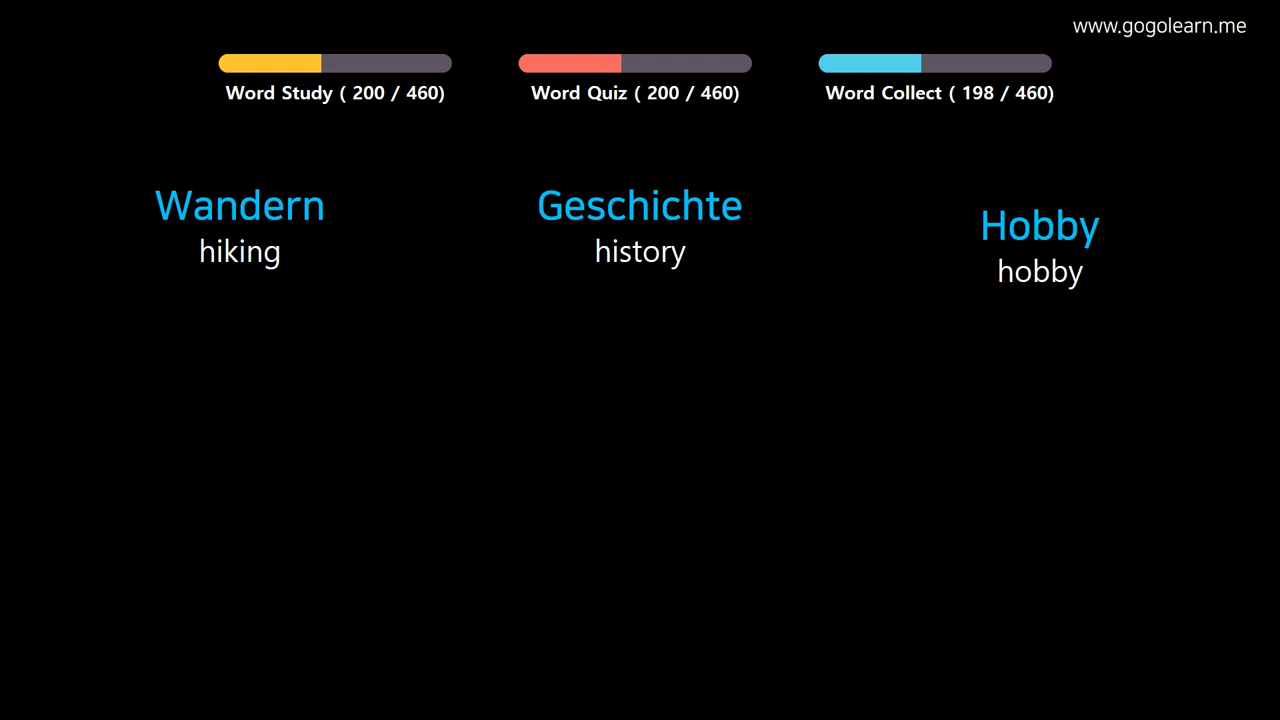 www.gogolearn.me
Word Study ( 200 / 460)
Word Quiz ( 200 / 460)
Word Collect ( 198 / 460)
Wandern
hiking
Geschichte
history
Hobby
hobby